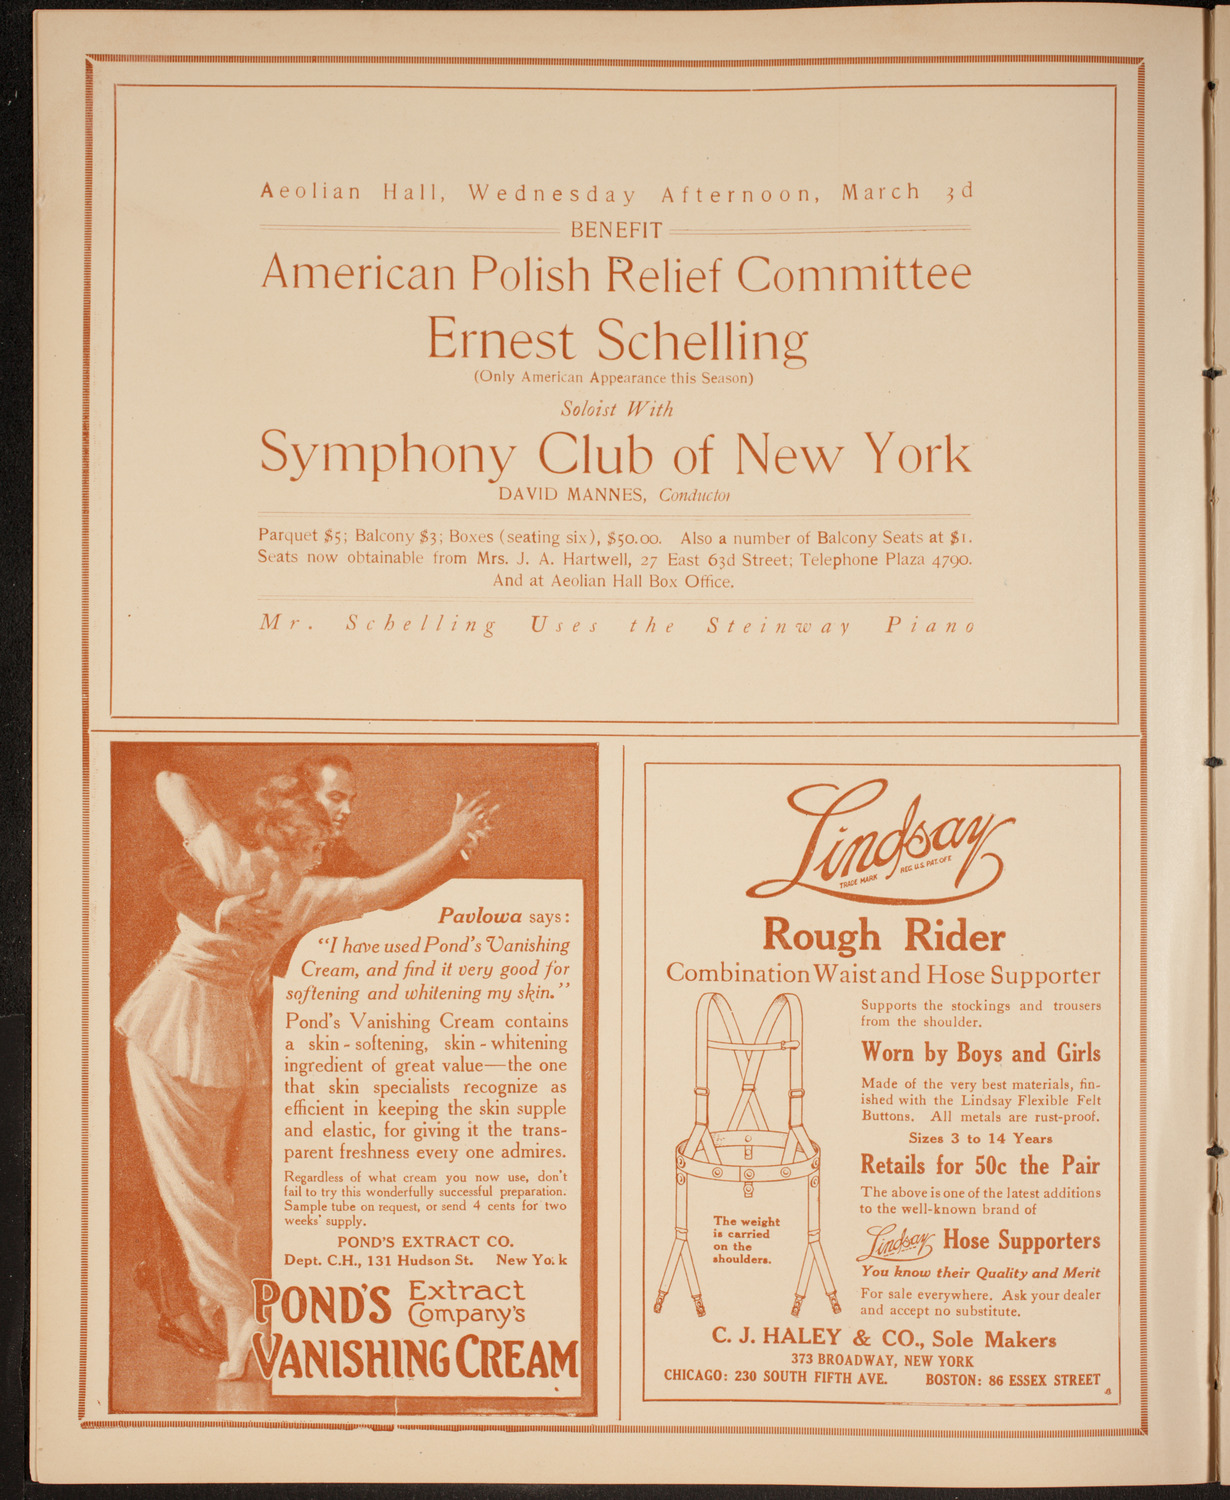 Aeolian Hall, Wednesday Afternoon, March 3d
BENEFIT
American Polish Relief Committee
Ernest Schelling
(Only American Appearance this Season)
Soloist With
Symphony Club of New York
DAVID MANNES, Conductor
Parquet $5; Balcony $3; Boxes (seating six), $50.00. Also a number of Balcony Seats at $1.
Seats now obtainable from Mrs. J. A. Hartwell, 27 East 63d Street; Telephone Plaza 4790.
And at Aeolian Hall Box Office.
Mr. Schelling Uses the Steinway Piano
Pavlowa says:
"I have used Pond's Vanishing
Cream, and find it very good for
softening and whitening my skin."
Pond's Vanishing Cream contains
a skin-softening, skin-whitening
ingredient of great value—the one
that skin specialists recognize as
efficient in keeping the skin supple
and elastic, for giving it the trans-
parent freshness every one admires.
Regardless of what cream you now use, don't
fail to try this wonderfully successful preparation.
Sample tube on request, or send 4 cents for two
weeks' supply.
POND'S EXTRACT CO.
Dept. C.H., 131 Hudson St. New York
POND'S Extract
Company's
VANISHING CREAM
Lindsay
TRADE MARK REG. U.S. PAT. OFF.
Rough Rider
Combination Waist and Hose Supporter
Supports the stockings and trousers
from the shoulder.
Worn by Boys and Girls
Made of the very best materials, fin-
ished with the Lindsay Flexible Felt
Buttons. All metals are rust-proof.
Sizes 3 to 14 Years
Retails for 50c the Pair
The above is one of the latest additions
to the well-known brand of
Lindsay Hose Supporters
You know their Quality and Merit
For sale everywhere. Ask your dealer
and accept no substitute.
The weight
is carried
on the
shoulders.
C. J. HALEY & CO., Sole Makers
373 BROADWAY, NEW YORK
CHICAGO: 230 SOUTH FIFTH AVE. BOSTON: 86 ESSEX STREET